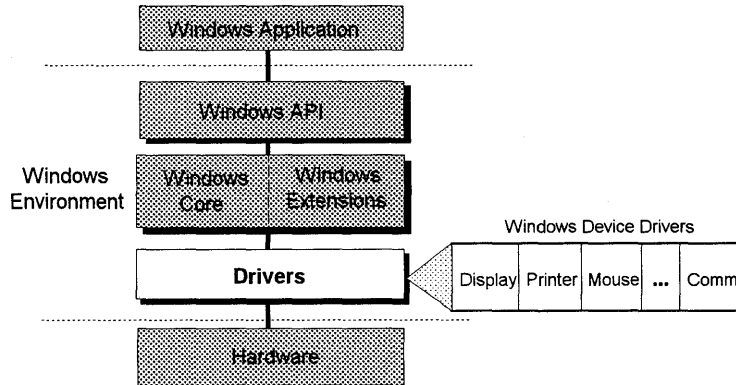 Windows Application
Windows API
Windows
Environment
Windows
Core
Windows
Extensions
Windows Device Drivers
Drivers
Display Printer Mouse ... Comm
Hardware